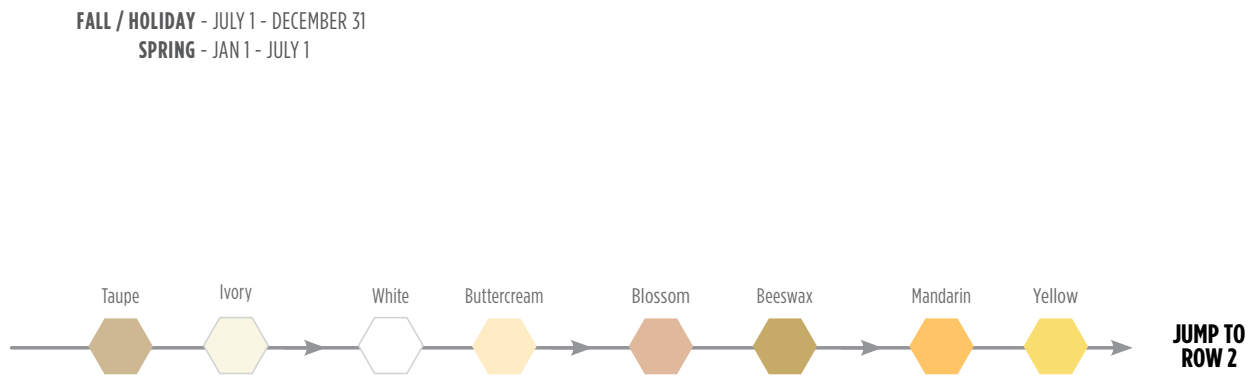 FALL / HOLIDAY - JULY 1 - DECEMBER 31
SPRING - JAN 1 - JULY 1
Taupe Ivory White Buttercream Blossom Beeswax Mandarin Yellow
JUMP TO
ROW 2